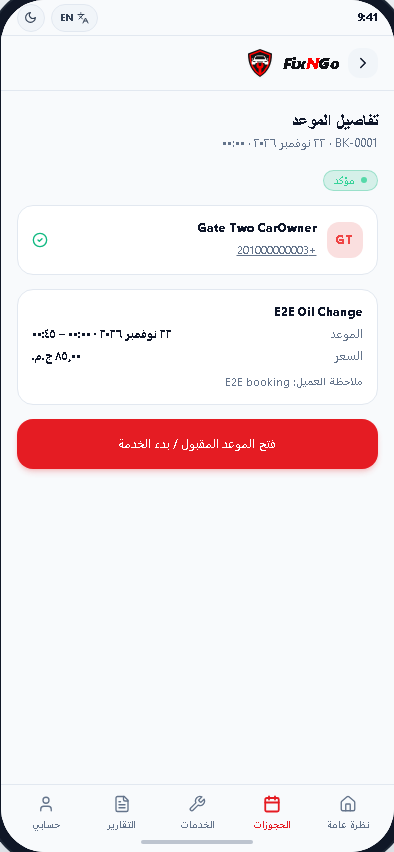 9:41
EN
FixNGo
تفاصيل الموعد
BK-0001 · ٢٢ نوفمبر ٢٠٢٦ · ٠٠:٠٠
مؤكد
GT
Gate Two CarOwner
+201000000003
E2E Oil Change
الموعد ٢٢ نوفمبر ٢٠٢٦ · ٠٠:٠٠ – ٠٠:٤٥
السعر ٨٥٫٠٠ ج.م.
ملاحظة العميل: E2E booking
فتح الموعد المقبول / بدء الخدمة
نظرة عامة
الحجوزات
الخدمات
التقارير
حسابي